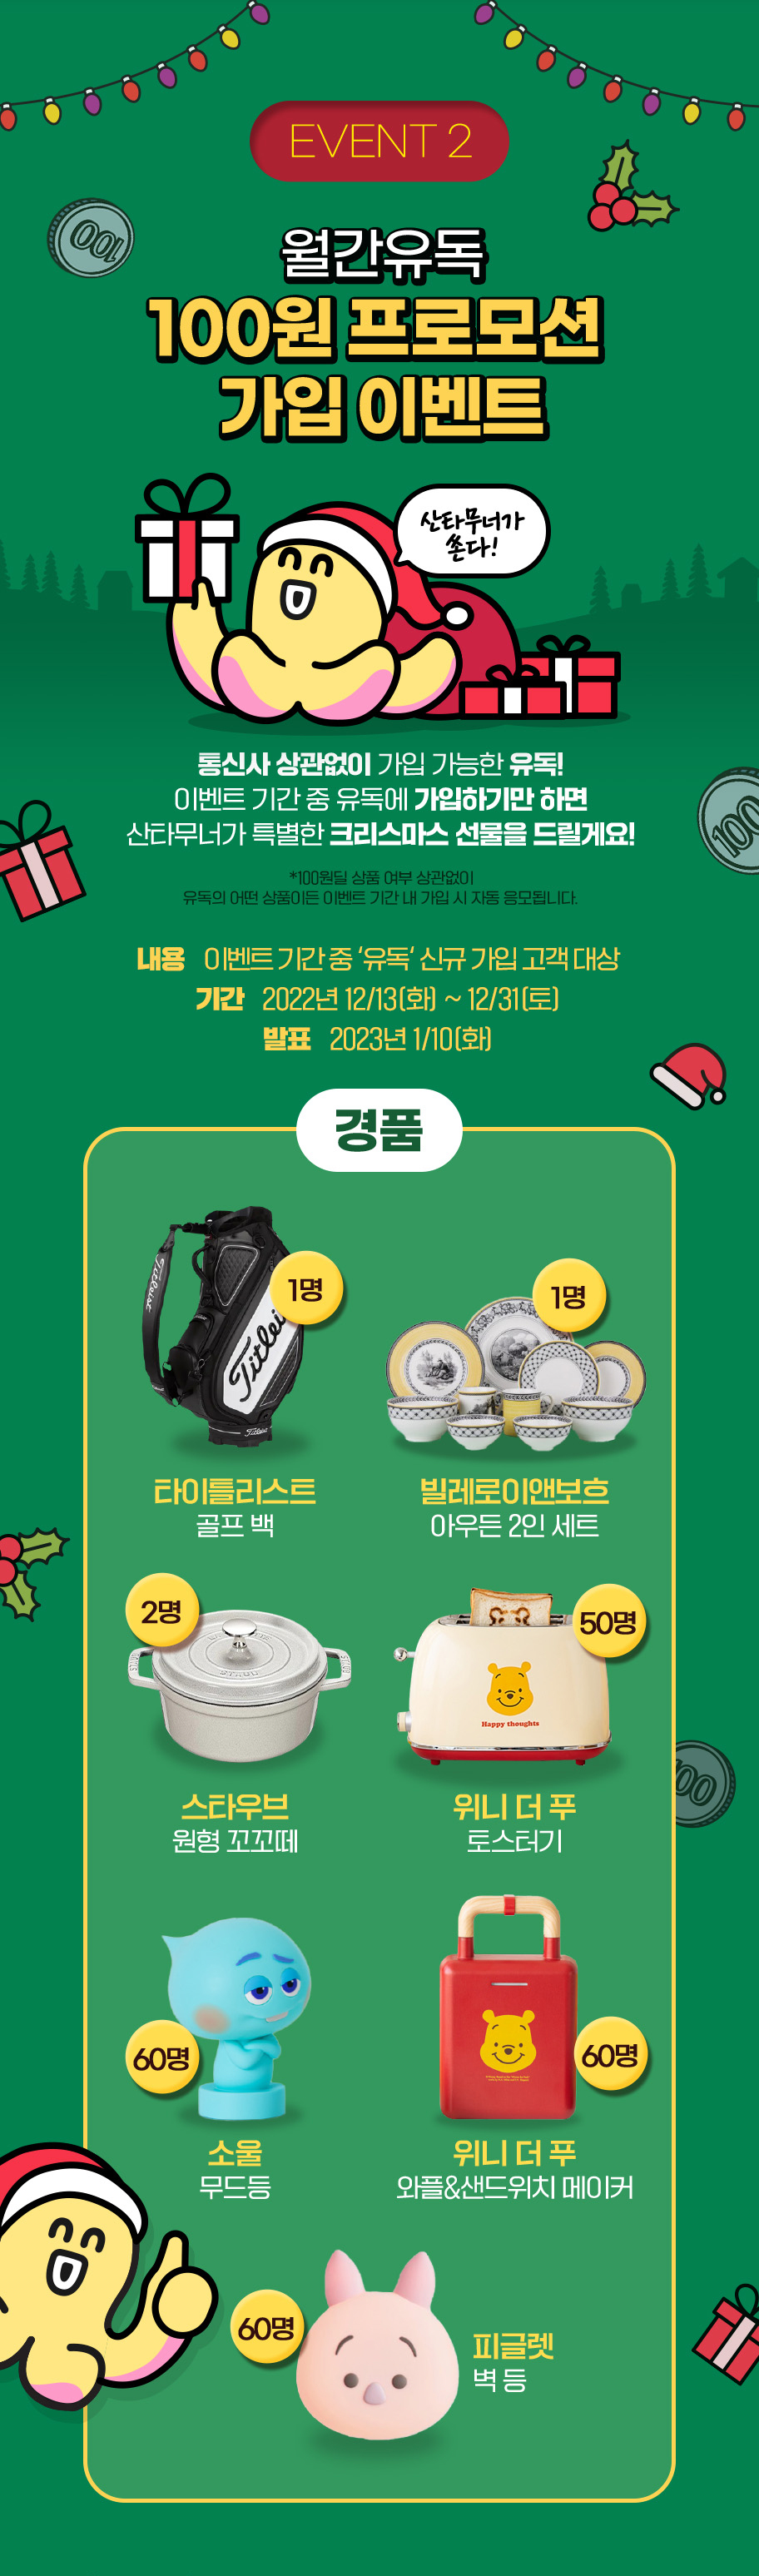 EVENT 2
100
월간유독
100원 프로모션
가입 이벤트
산타무너가
쏜다!
통신사 상관없이 가입 가능한 유독!
이벤트 기간 중 유독에 가입하기만 하면
산타무너가 특별한 크리스마스 선물을 드릴게요!
100
*100원딜 상품 여부 상관없이
유독의 어떤 상품이든 이벤트 기간 내 가입 시 자동 응모됩니다.
내용 이벤트 기간 중 ‘유독‘ 신규 가입 고객 대상
기간 2022년 12/13(화) ~ 12/31(토)
발표 2023년 1/10(화)
경품
Titleist
1명
Titleist
Titleist
1명
타이틀리스트
골프 백
빌레로이앤보흐
아우든 2인 세트
2명
STAUB
50명
Happy thoughts
스타우브
원형 꼬꼬떼
위니 더 푸
토스터기
00
60명
60명
소울
무드등
위니 더 푸
와플&샌드위치 메이커
60명
피글렛
벽 등